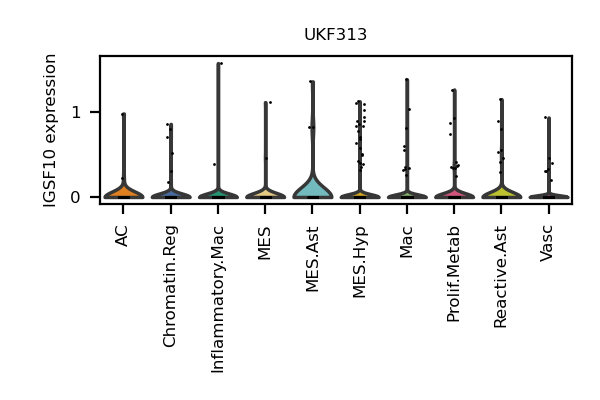 UKF313
IGSF10 expression
1
0
AC
Chromatin.Reg
Inflammatory.Mac
MES
MES.Ast
MES.Hyp
Mac
Prolif.Metab
Reactive.Ast
Vasc